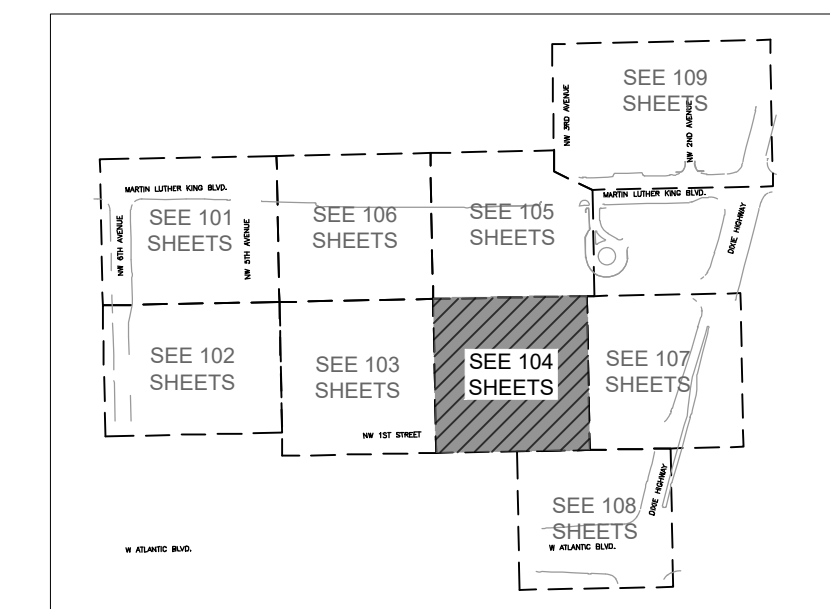 SEE 109
SHEETS
NW 3RD AVENUE
NW 2ND AVENUE
MARTIN LUTHER KING BLVD.
MARTIN LUTHER KING BLVD.
SEE 101
SHEETS
NW 6TH AVENUE
NW 5TH AVENUE
SEE 106
SHEETS
SEE 105
SHEETS
DIXIE HIGHWAY
SEE 102
SHEETS
SEE 103
SHEETS
SEE 104
SHEETS
SEE 107
SHEETS
NW 1ST STREET
SEE 108
SHEETS
DIXIE HIGHWAY
W ATLANTIC BLVD.
W ATLANTIC BLVD.